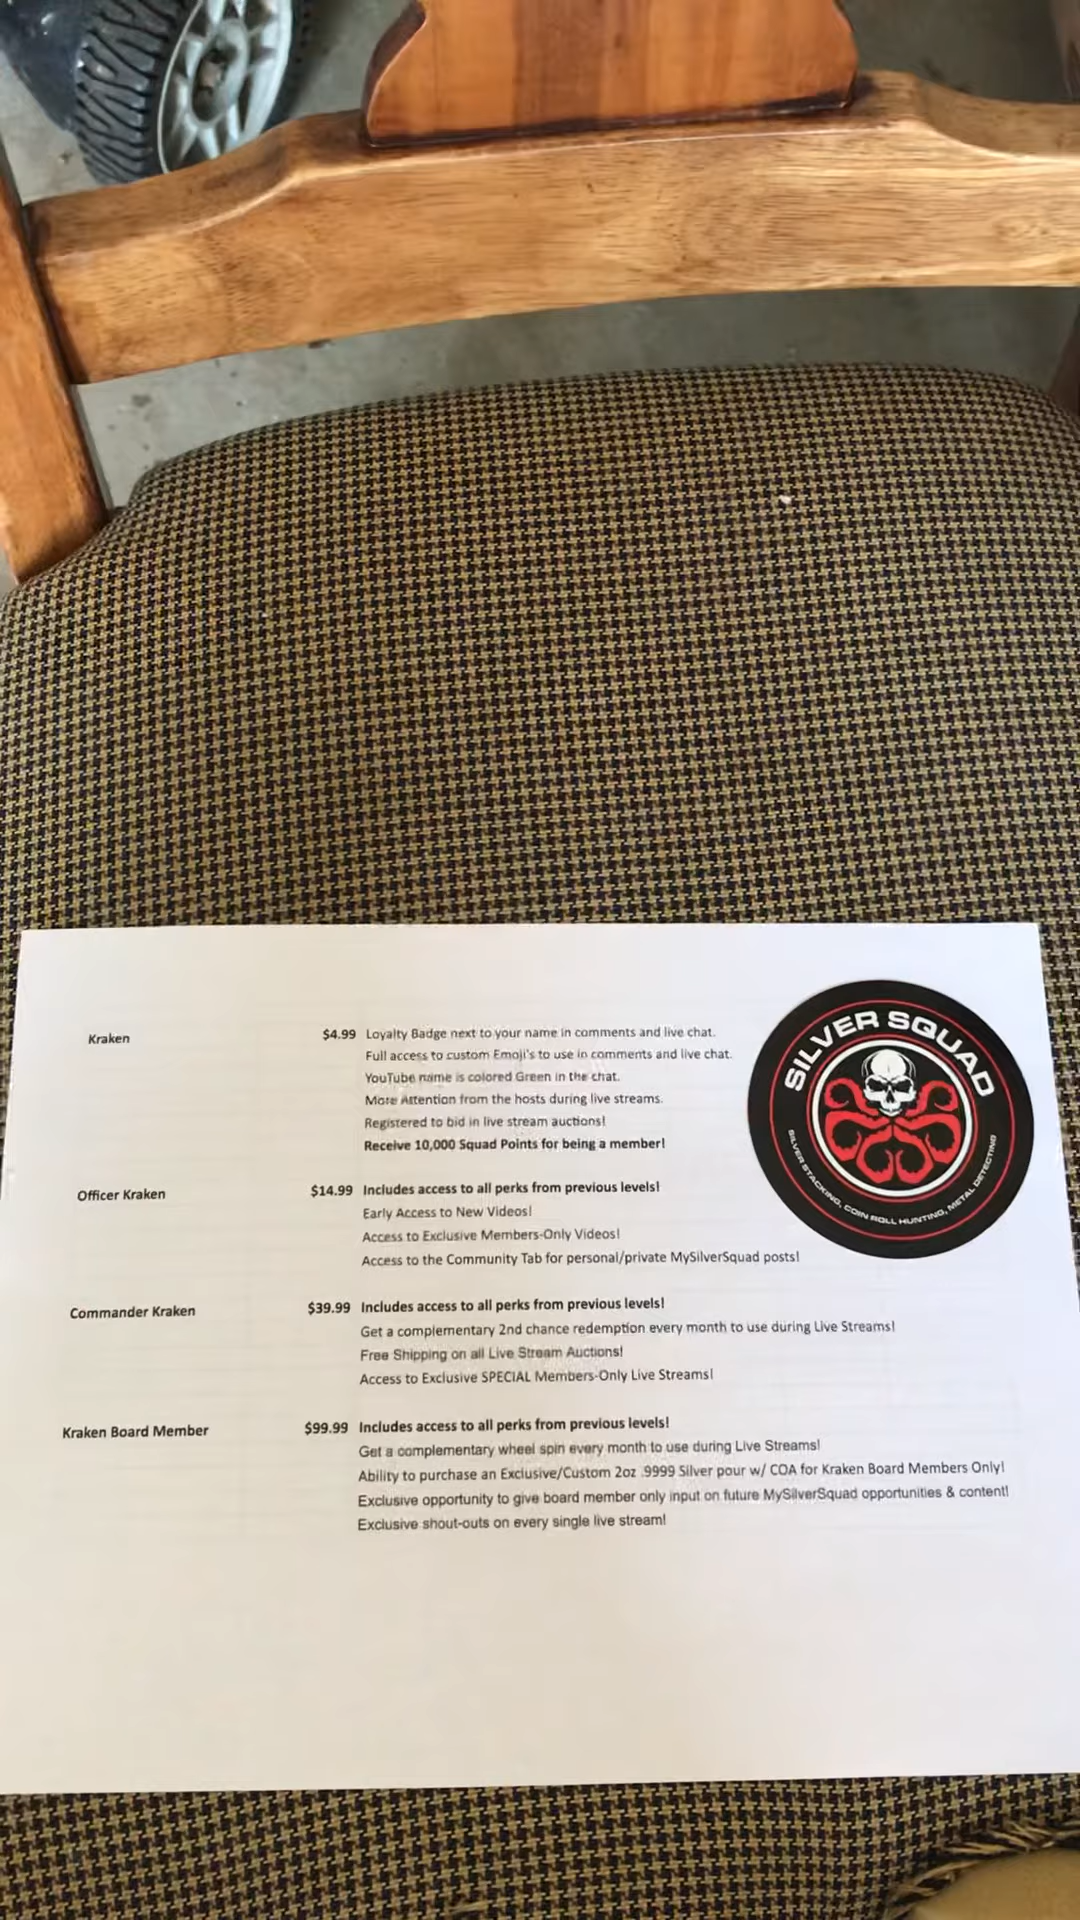 Kraken $4.99 Loyalty Badge next to your name in comments and live chat.
Full access to custom Emoji's to use in comments and live chat.
YouTube name is colored Green in the chat.
More Attention from the hosts during live streams.
Registered to bid in live stream auctions!
Receive 10,000 Squad Points for being a member!
Officer Kraken $14.99 Includes access to all perks from previous levels!
Early Access to New Videos!
Access to Exclusive Members-Only Videos!
Access to the Community Tab for personal/private MySilverSquad posts!
Commander Kraken $39.99 Includes access to all perks from previous levels!
Get a complementary 2nd chance redemption every month to use during Live Streams!
Free Shipping on all Live Stream Auctions!
Access to Exclusive SPECIAL Members-Only Live Streams!
Kraken Board Member $99.99 Includes access to all perks from previous levels!
Get a complementary wheel spin every month to use during Live Streams!
Ability to purchase an Exclusive/Custom 2oz .9999 Silver pour w/ COA for Kraken Board Members Only!
Exclusive opportunity to give board member only input on future MySilverSquad opportunities & content!
Exclusive shout-outs on every single live stream!
SILVER SQUAD
SILVER STACKING, COIN ROLL HUNTING, METAL DETECTING